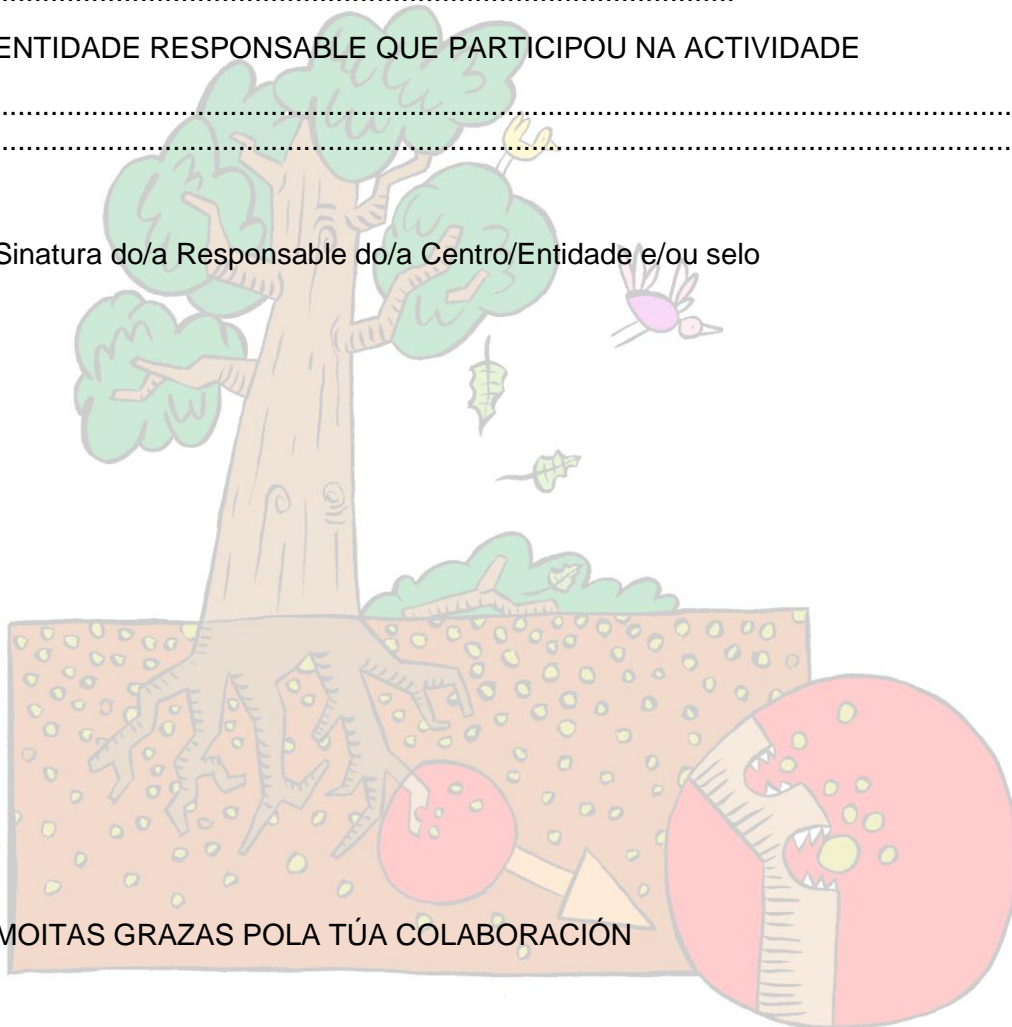 ................................................................................................
ENTIDADE RESPONSABLE QUE PARTICIPOU NA ACTIVIDADE
........................................................................................................................................
........................................................................................................................................
Sinatura do/a Responsable do/a Centro/Entidade e/ou selo
MOITAS GRAZAS POLA TÚA COLABORACIÓN